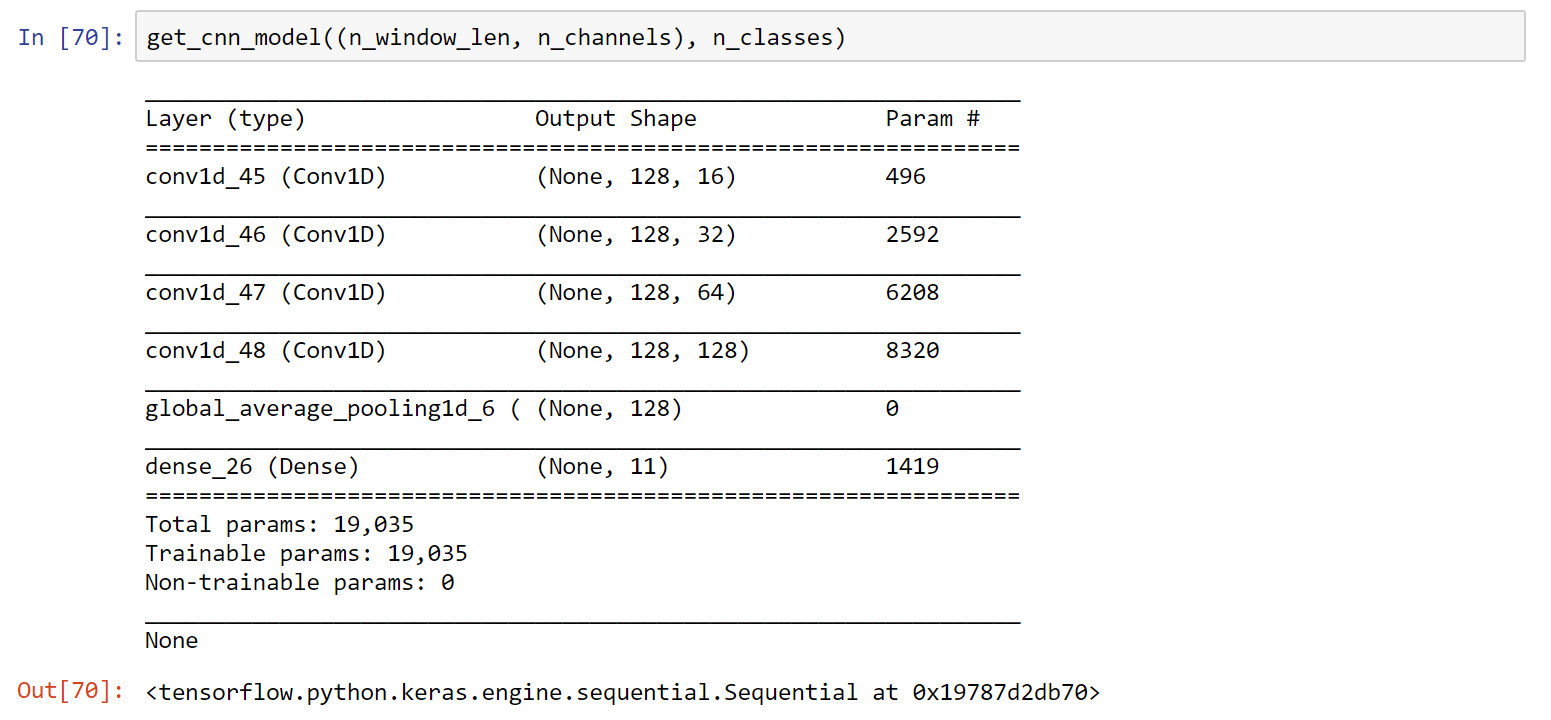 In [70]: get_cnn_model((n_window_len, n_channels), n_classes)
_________________________________________________________________
Layer (type)                 Output Shape              Param #
=================================================================
conv1d_45 (Conv1D)           (None, 128, 16)           496
_________________________________________________________________
conv1d_46 (Conv1D)           (None, 128, 32)           2592
_________________________________________________________________
conv1d_47 (Conv1D)           (None, 128, 64)           6208
_________________________________________________________________
conv1d_48 (Conv1D)           (None, 128, 128)          8320
_________________________________________________________________
global_average_pooling1d_6 ( (None, 128)               0
_________________________________________________________________
dense_26 (Dense)             (None, 11)                1419
=================================================================
Total params: 19,035
Trainable params: 19,035
Non-trainable params: 0
_________________________________________________________________
None
Out[70]: <tensorflow.python.keras.engine.sequential.Sequential at 0x19787d2db70>